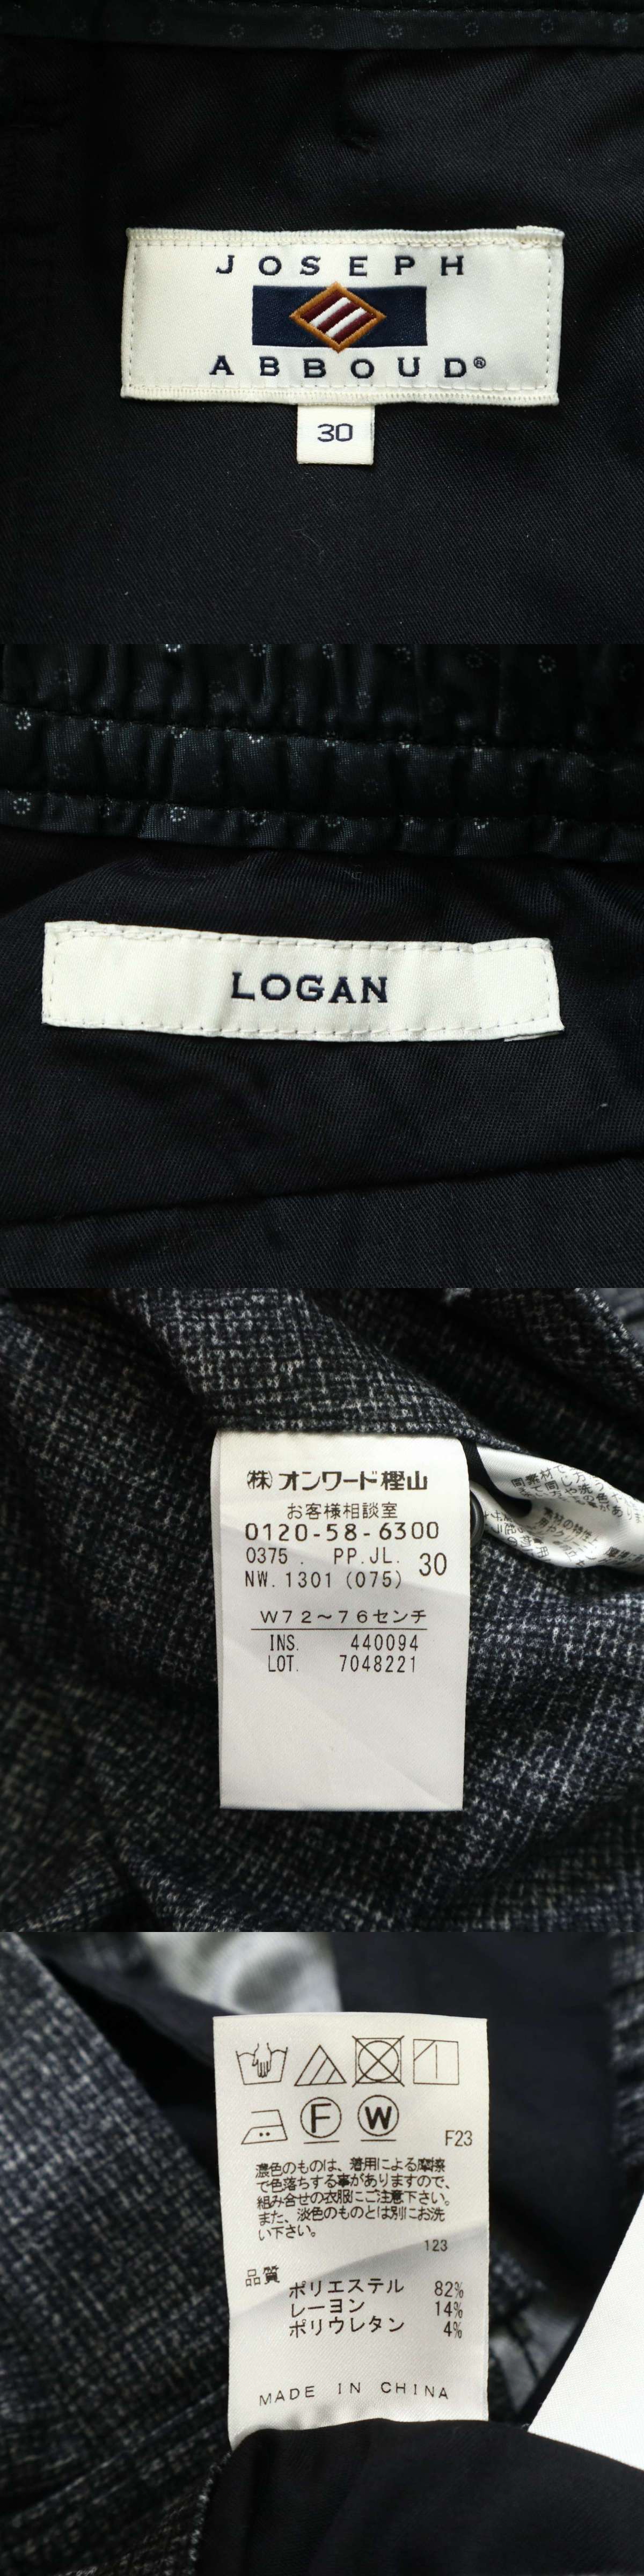 JOSEPH
ABBOUD®
30
LOGAN
㈱オンワード樫山
お客様相談室
0120-58-6300
0375. PP.JL. 30
NW.1301(075)
W72~76センチ
INS. 440094
LOT. 7048221
F
W
F23
濃色のものは、着用による摩擦
で色落ちする事がありますので、
組み合せの衣服にご注意下さい。
また、淡色のものとは別にお洗
い下さい。
123
品質
ポリエステル 82%
レーヨン 14%
ポリウレタン 4%
MADE IN CHINA